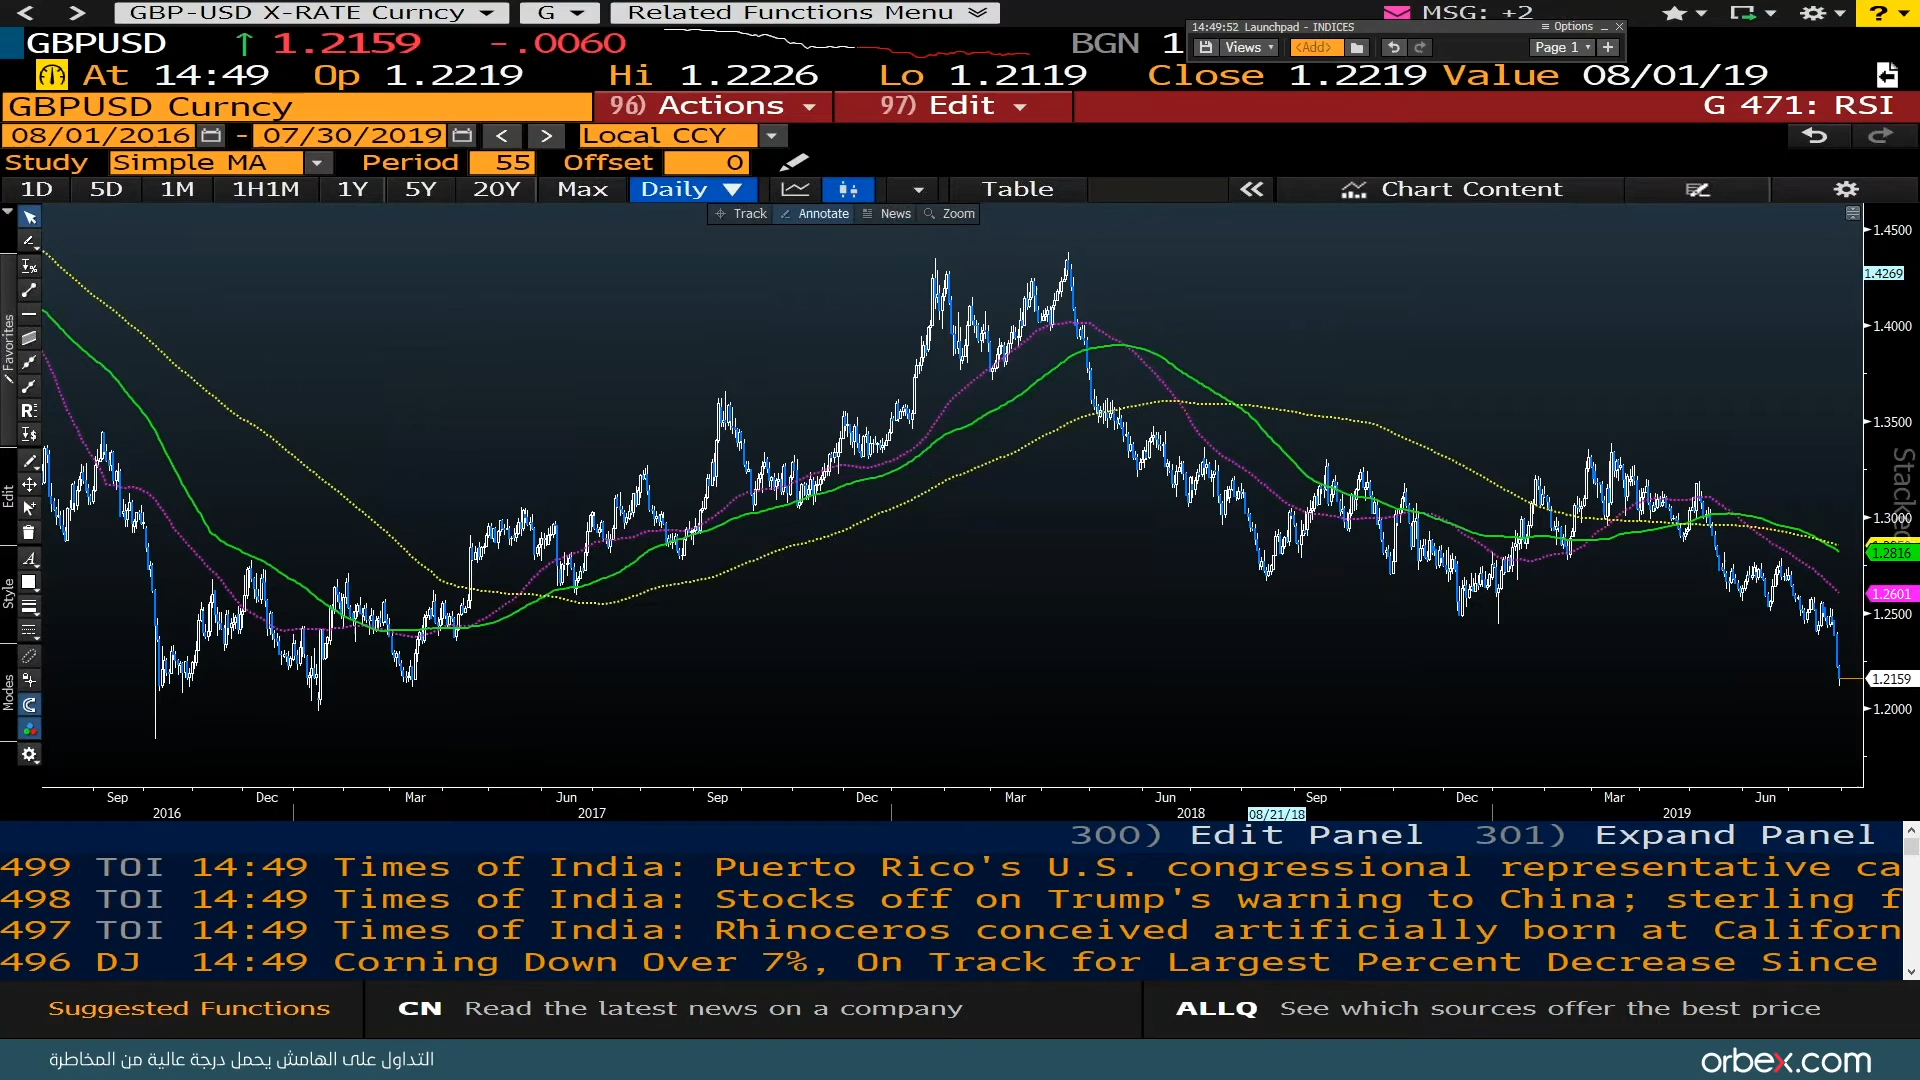 GBP-USD X-RATE Curncy G Related Functions Menu MSG: +2 ?
14:49:52 Launchpad - INDICES Options
Views <Add> Page 1 +
GBPUSD ↑ 1.2159 -.0060 BGN 1
At 14:49 Op 1.2219 Hi 1.2226 Lo 1.2119 Close 1.2219 Value 08/01/19
GBPUSD Curncy 96) Actions 97) Edit G 471: RSI
08/01/2016 - 07/30/2019 < > Local CCY
Study Simple MA Period 55 Offset 0
1D 5D 1M 1H1M 1Y 5Y 20Y Max Daily ▼ Table « Chart Content
Track Annotate News Zoom
Favorites
Edit
Style
Modes
Stacked
1.4500
1.4269
1.4000
1.3500
1.3000
1.2816
1.2601
1.2500
1.2159
1.2000
Sep Dec Mar Jun Sep Dec Mar Jun Sep Dec Mar Jun
2016 2017 2018 08/21/18 2019
300) Edit Panel 301) Expand Panel
499 TOI 14:49 Times of India: Puerto Rico's U.S. congressional representative ca
498 TOI 14:49 Times of India: Stocks off on Trump's warning to China; sterling f
497 TOI 14:49 Times of India: Rhinoceros conceived artificially born at Californ
496 DJ 14:49 Corning Down Over 7%, On Track for Largest Percent Decrease Since
Suggested Functions CN Read the latest news on a company ALLQ See which sources offer the best price
التداول على الهامش يحمل درجة عالية من المخاطرة
orbex.com